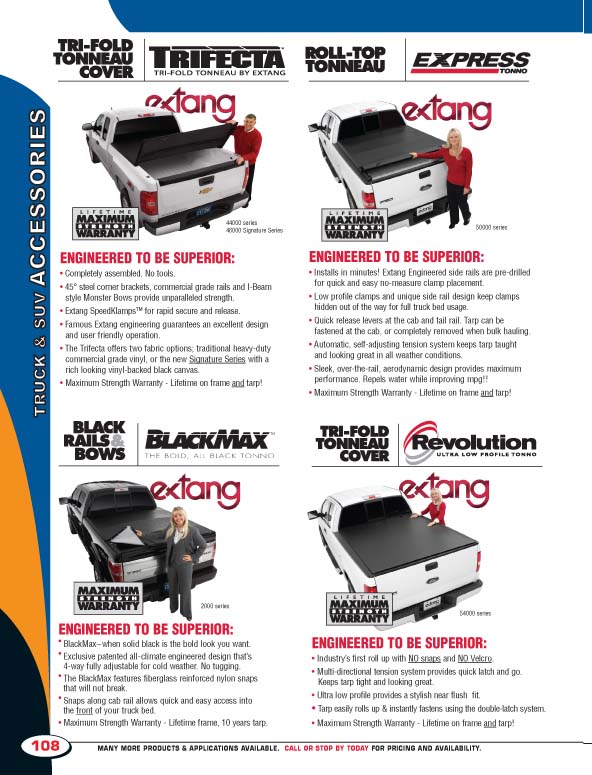 TRI-FOLD
TONNEAU
COVER
TRIFECTA
TRI-FOLD TONNEAU BY EXTANG
extang
LIFETIME
MAXIMUM
STRENGTH
WARRANTY
44000 series
46000 Signature Series
ENGINEERED TO BE SUPERIOR:
• Completely assembled. No tools.
• 45° steel corner brackets, commercial grade rails and I-Beam
style Monster Bows provide unparalleled strength.
• Extang SpeedKlamps™ for rapid secure and release.
• Famous Extang engineering guarantees an excellent design
and user friendly operation.
• The Trifecta offers two fabric options; traditional heavy-duty
commercial grade vinyl, or the new Signature Series with a
rich looking vinyl-backed black canvas.
• Maximum Strength Warranty - Lifetime on frame and tarp!
ROLL-TOP
TONNEAU
EXPRESS
TONNO
extang
LIFETIME
MAXIMUM
STRENGTH
WARRANTY
50000 series
ENGINEERED TO BE SUPERIOR:
• Installs in minutes! Extang Engineered side rails are pre-drilled
for quick and easy no-measure clamp placement.
• Low profile clamps and unique side rail design keep clamps
hidden out of the way for full truck bed usage.
• Quick release levers at the cab and tail rail. Tarp can be
fastened at the cab, or completely removed when bulk hauling.
• Automatic, self-adjusting tension system keeps tarp taught
and looking great in all weather conditions.
• Sleek, over-the-rail, aerodynamic design provides maximum
performance. Repels water while improving mpg!!
• Maximum Strength Warranty - Lifetime on frame and tarp!
TRUCK & SUV ACCESSORIES
BLACK
RAILS&
BOWS
BLACKMAX™
THE BOLD, ALL BLACK TONNO
extang
MAXIMUM
STRENGTH
WARRANTY
2000 series
ENGINEERED TO BE SUPERIOR:
• BlackMax–when solid black is the bold look you want.
• Exclusive patented all-climate engineered design that's
4-way fully adjustable for cold weather. No tugging.
• The BlackMax features fiberglass reinforced nylon snaps
that will not break.
• Snaps along cab rail allows quick and easy access into
the front of your truck bed.
• Maximum Strength Warranty - Lifetime frame, 10 years tarp.
TRI-FOLD
TONNEAU
COVER
Revolution
ULTRA LOW PROFILE TONNO
extang
LIFETIME
MAXIMUM
STRENGTH
WARRANTY
extang
54000 series
ENGINEERED TO BE SUPERIOR:
• Industry's first roll up with NO snaps and NO Velcro.
• Multi-directional tension system provides quick latch and go.
Keeps tarp tight and looking great.
• Ultra low profile provides a stylish near flush fit.
• Tarp easily rolls up & instantly fastens using the double-latch system.
• Maximum Strength Warranty - Lifetime on frame and tarp!
108
MANY MORE PRODUCTS & APPLICATIONS AVAILABLE. CALL OR STOP BY TODAY FOR PRICING AND AVAILABILITY.